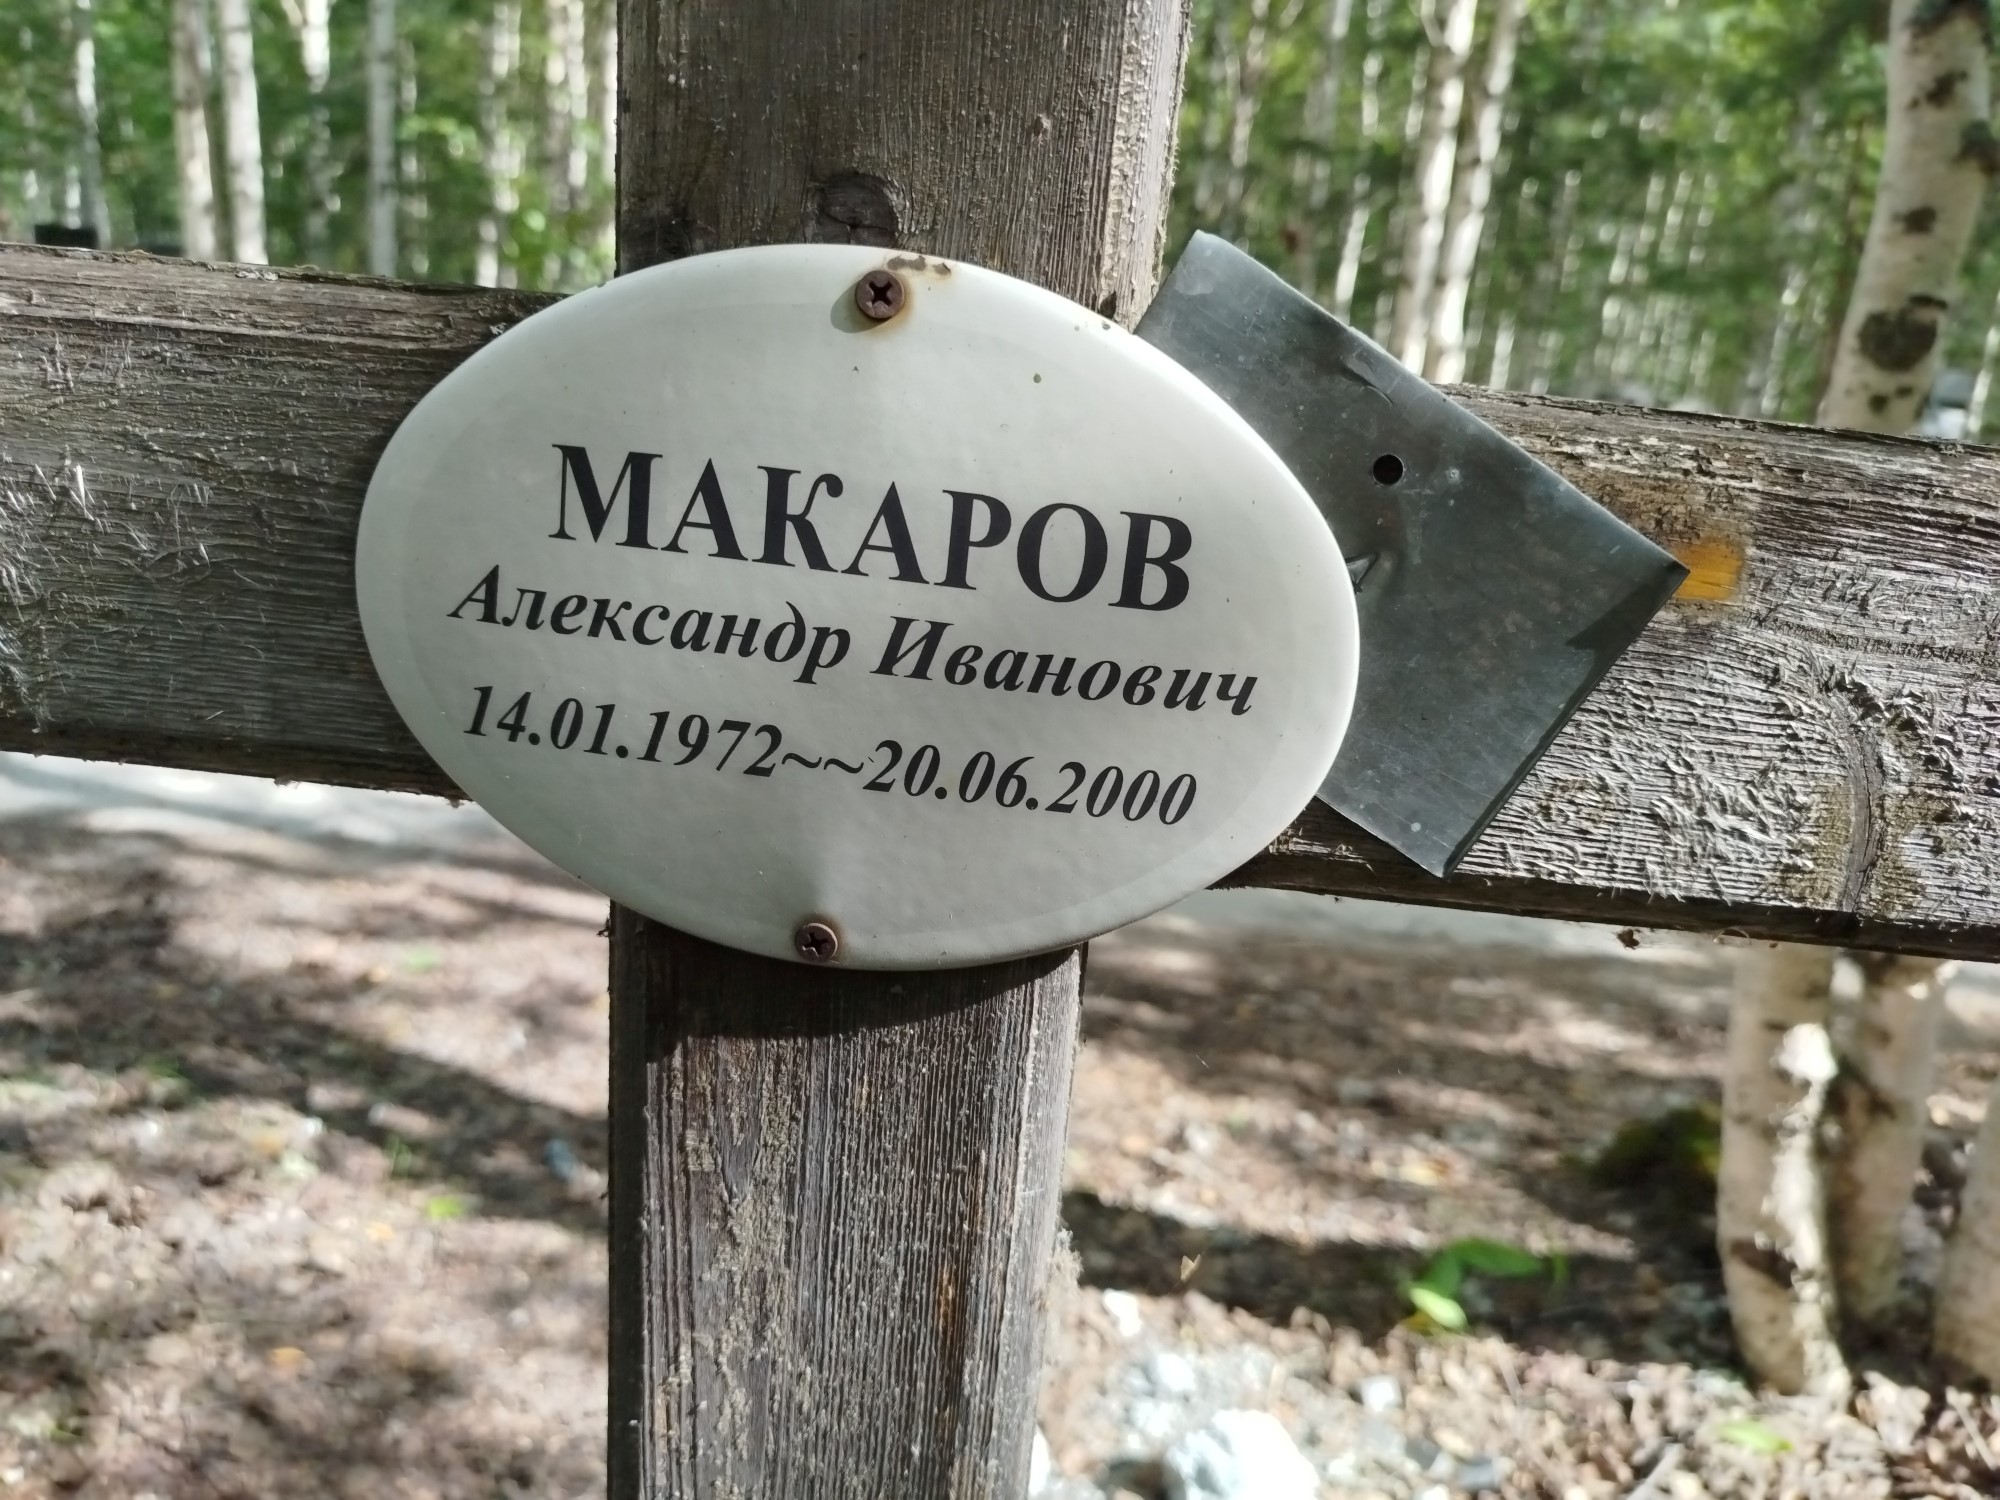 МАКАРОВ
Александр Иванович
14.01.1972~~20.06.2000